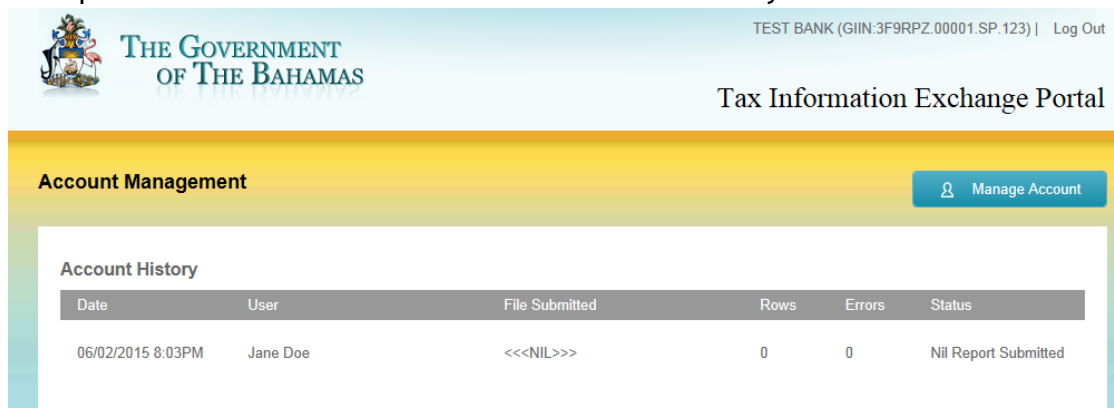 TEST BANK (GIIN:3F9RPZ.00001.SP.123) | Log Out
THE GOVERNMENT
OF THE BAHAMAS
Tax Information Exchange Portal
Account Management
Manage Account
Account History
Date User File Submitted Rows Errors Status
06/02/2015 8:03PM Jane Doe <<<NIL>>> 0 0 Nil Report Submitted